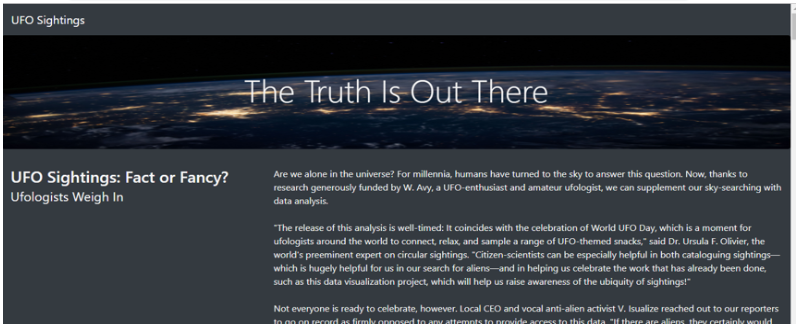 UFO Sightings
The Truth Is Out There
UFO Sightings: Fact or Fancy?
Ufologists Weigh In
Are we alone in the universe? For millennia, humans have turned to the sky to answer this question. Now, thanks to
research generously funded by W. Avy, a UFO-enthusiast and amateur ufologist, we can supplement our sky-searching with
data analysis.
"The release of this analysis is well-timed: It coincides with the celebration of World UFO Day, which is a moment for
ufologists around the world to connect, relax, and sample a range of UFO-themed snacks," said Dr. Ursula F. Olivier, the
world's preeminent expert on circular sightings. "Citizen-scientists can be especially helpful in both cataloguing sightings—
which is hugely helpful for us in our search for aliens—and in helping us celebrate the work that has already been done,
such as this data visualization project, which will help us raise awareness of the ubiquity of sightings!"
Not everyone is ready to celebrate, however. Local CEO and vocal anti-alien activist V. Isualize reached out to our reporters
to go on record as firmly opposed to any attempts to provide access to this data. "If there are aliens, they certainly would